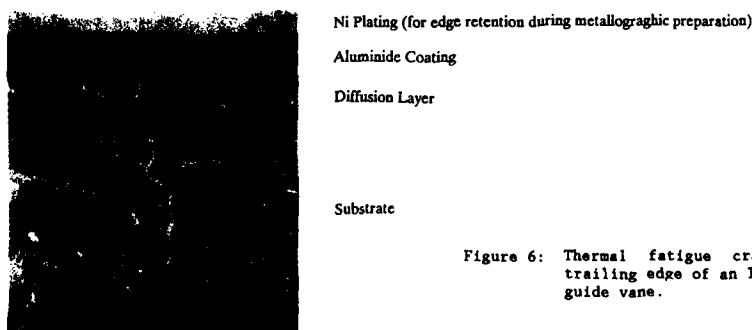 Ni Plating (for edge retention during metallograghic preparation)
Aluminide Coating
Diffusion Layer
Substrate
Figure 6: Thermal fatigue
trailing edge of an
guide vane.